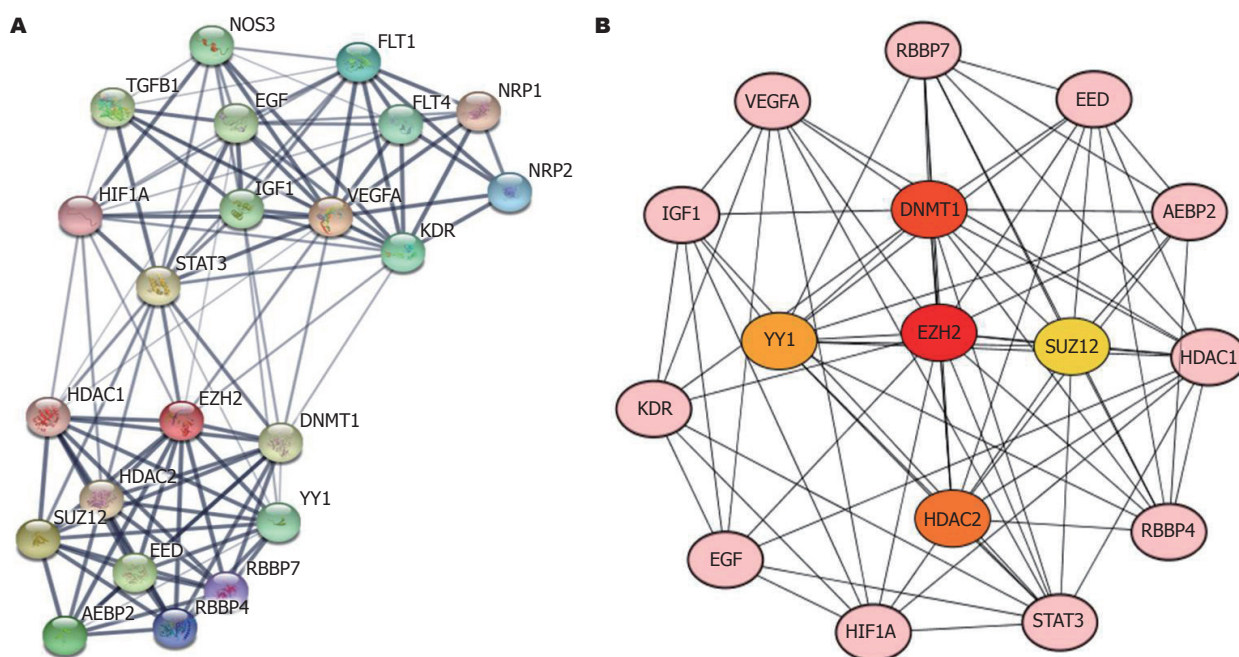 A
NOS3
FLT1
TGFB1
EGF
FLT4
NRP1
HIF1A
IGF1
VEGFA
NRP2
KDR
STAT3
HDAC1
EZH2
DNMT1
HDAC2
YY1
SUZ12
EED
RBBP7
AEBP2
RBBP4
B
RBBP7
VEGFA
EED
IGF1
DNMT1
AEBP2
YY1
EZH2
SUZ12
HDAC1
KDR
HDAC2
RBBP4
EGF
HIF1A
STAT3